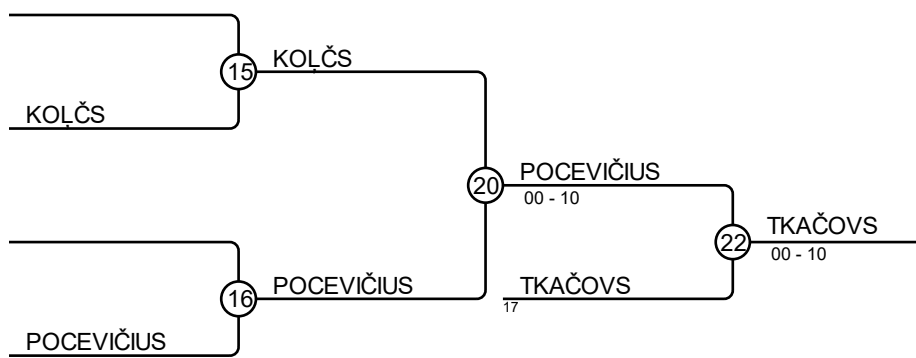 15
KOĻČS
KOĻČS
20
POCEVIČIUS
00 - 10
22
TKAČOVS
00 - 10
16
POCEVIČIUS
TKAČOVS
17
POCEVIČIUS